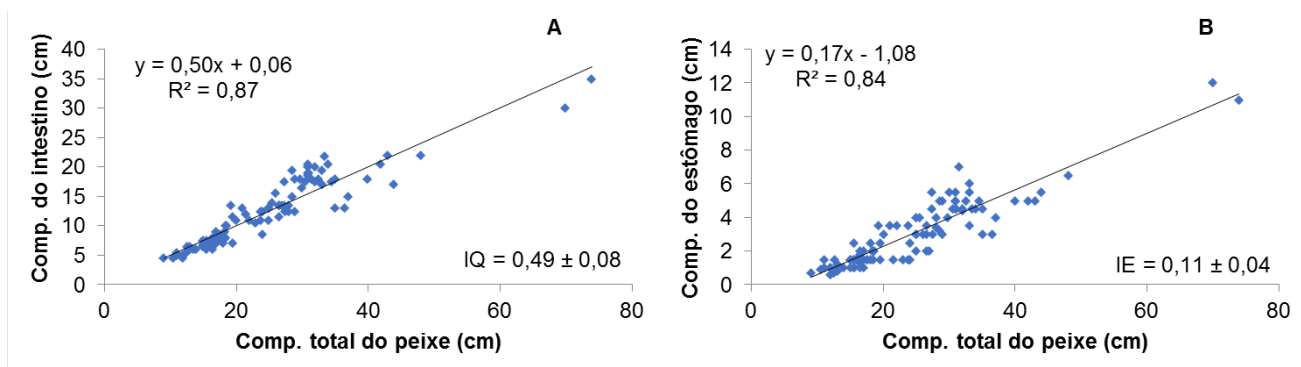 A
y = 0,50x + 0,06
R² = 0,87
Comp. do intestino (cm)
40
35
30
25
20
15
10
5
0
IQ = 0,49 ± 0,08
0 20 40 60 80
Comp. total do peixe (cm)
B
y = 0,17x - 1,08
R² = 0,84
Comp. do estômago (cm)
14
12
10
8
6
4
2
0
IE = 0,11 ± 0,04
0 20 40 60 80
Comp. total do peixe (cm)